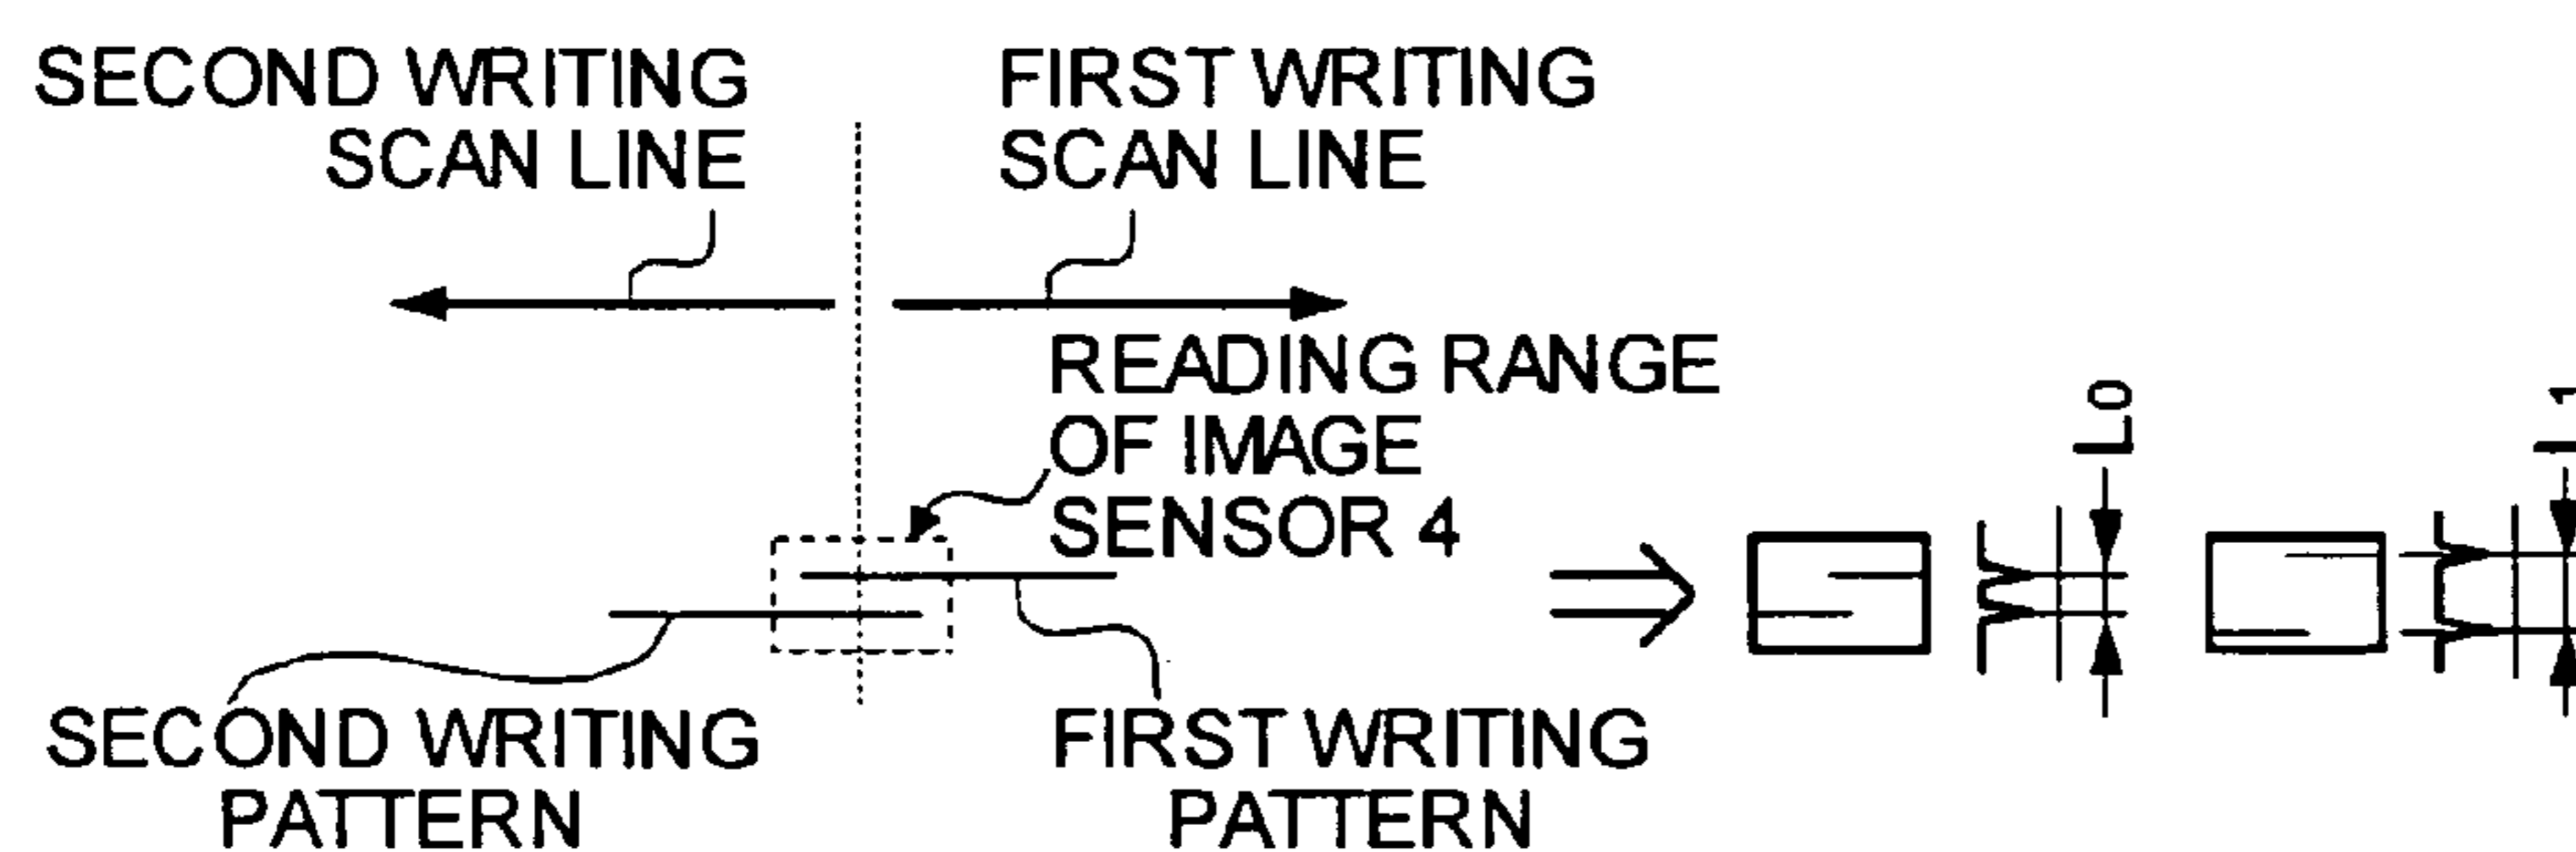 SECOND WRITING
SCAN LINE
FIRST WRITING
SCAN LINE
READING RANGE
OF IMAGE
SENSOR 4
SECOND WRITING
PATTERN
FIRST WRITING
PATTERN
L0